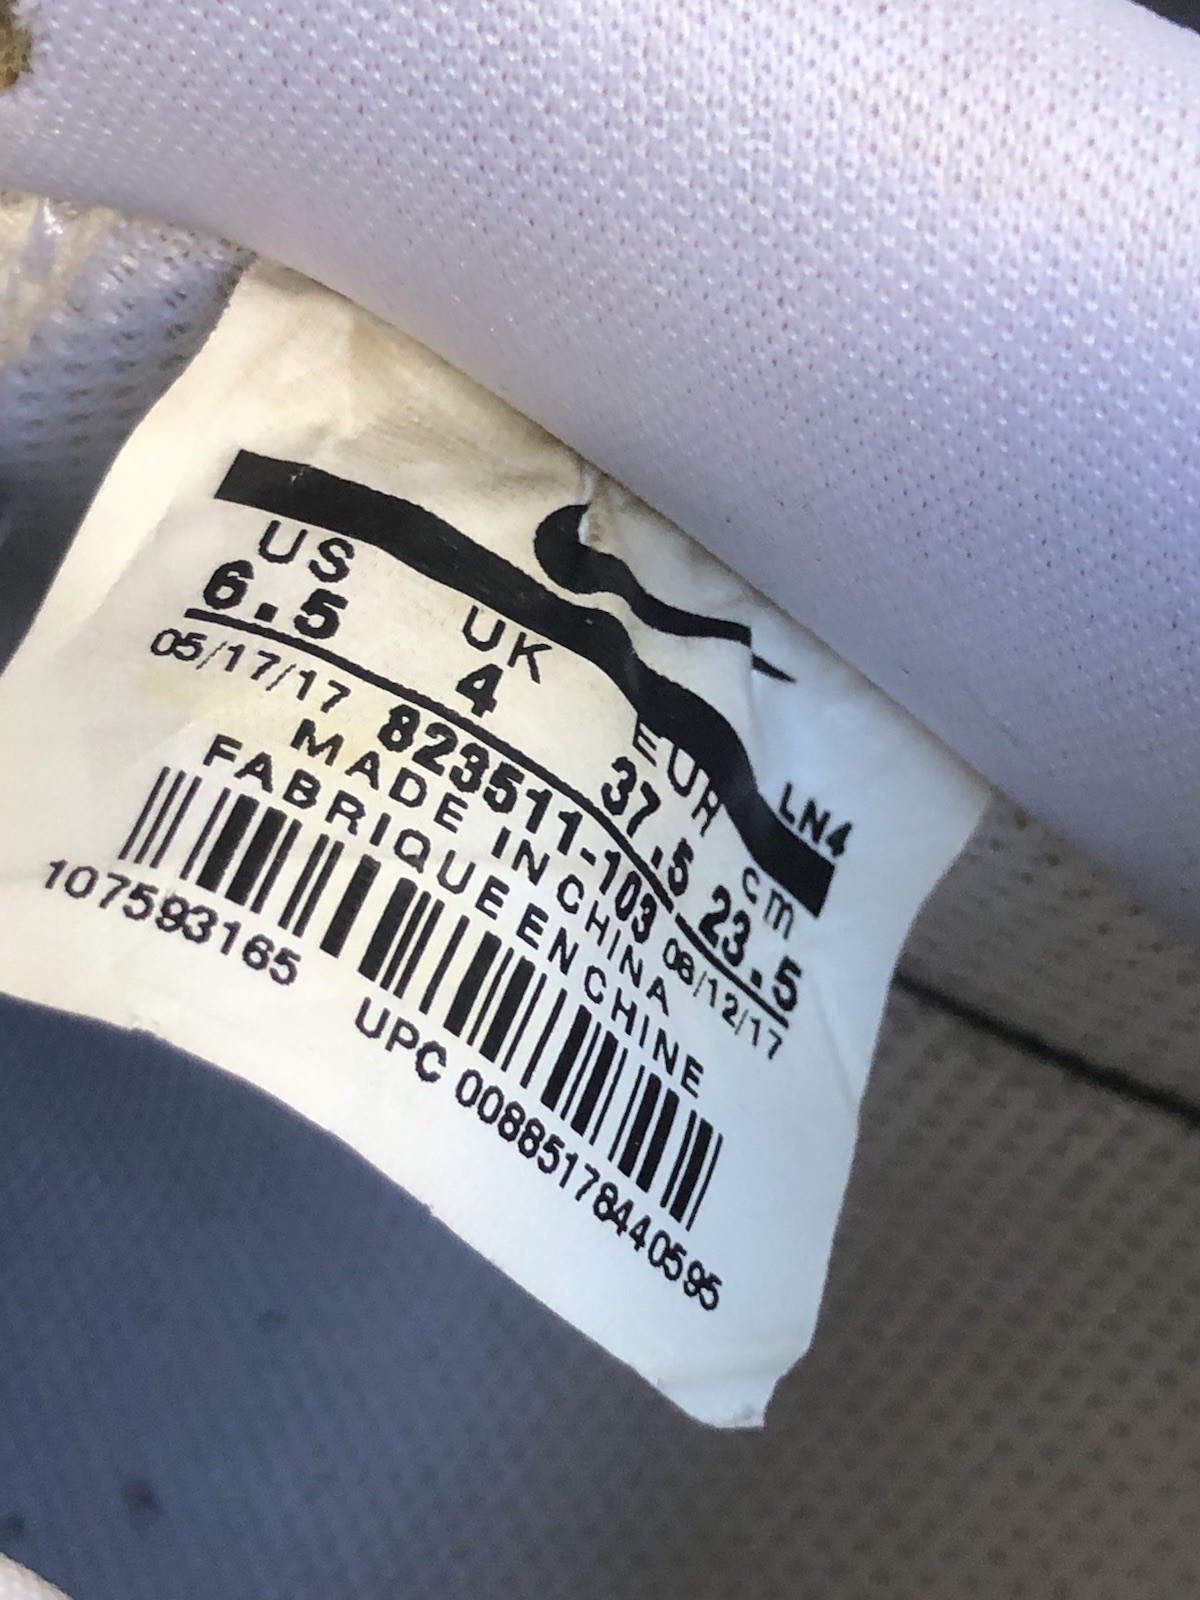 LN4
US UK EUR cm
6.5 4 37.5 23.5
05/17/17 823511-103 08/12/17
MADE IN CHINA
FABRIQUE EN CHINE
107593165
UPC 00885178440595